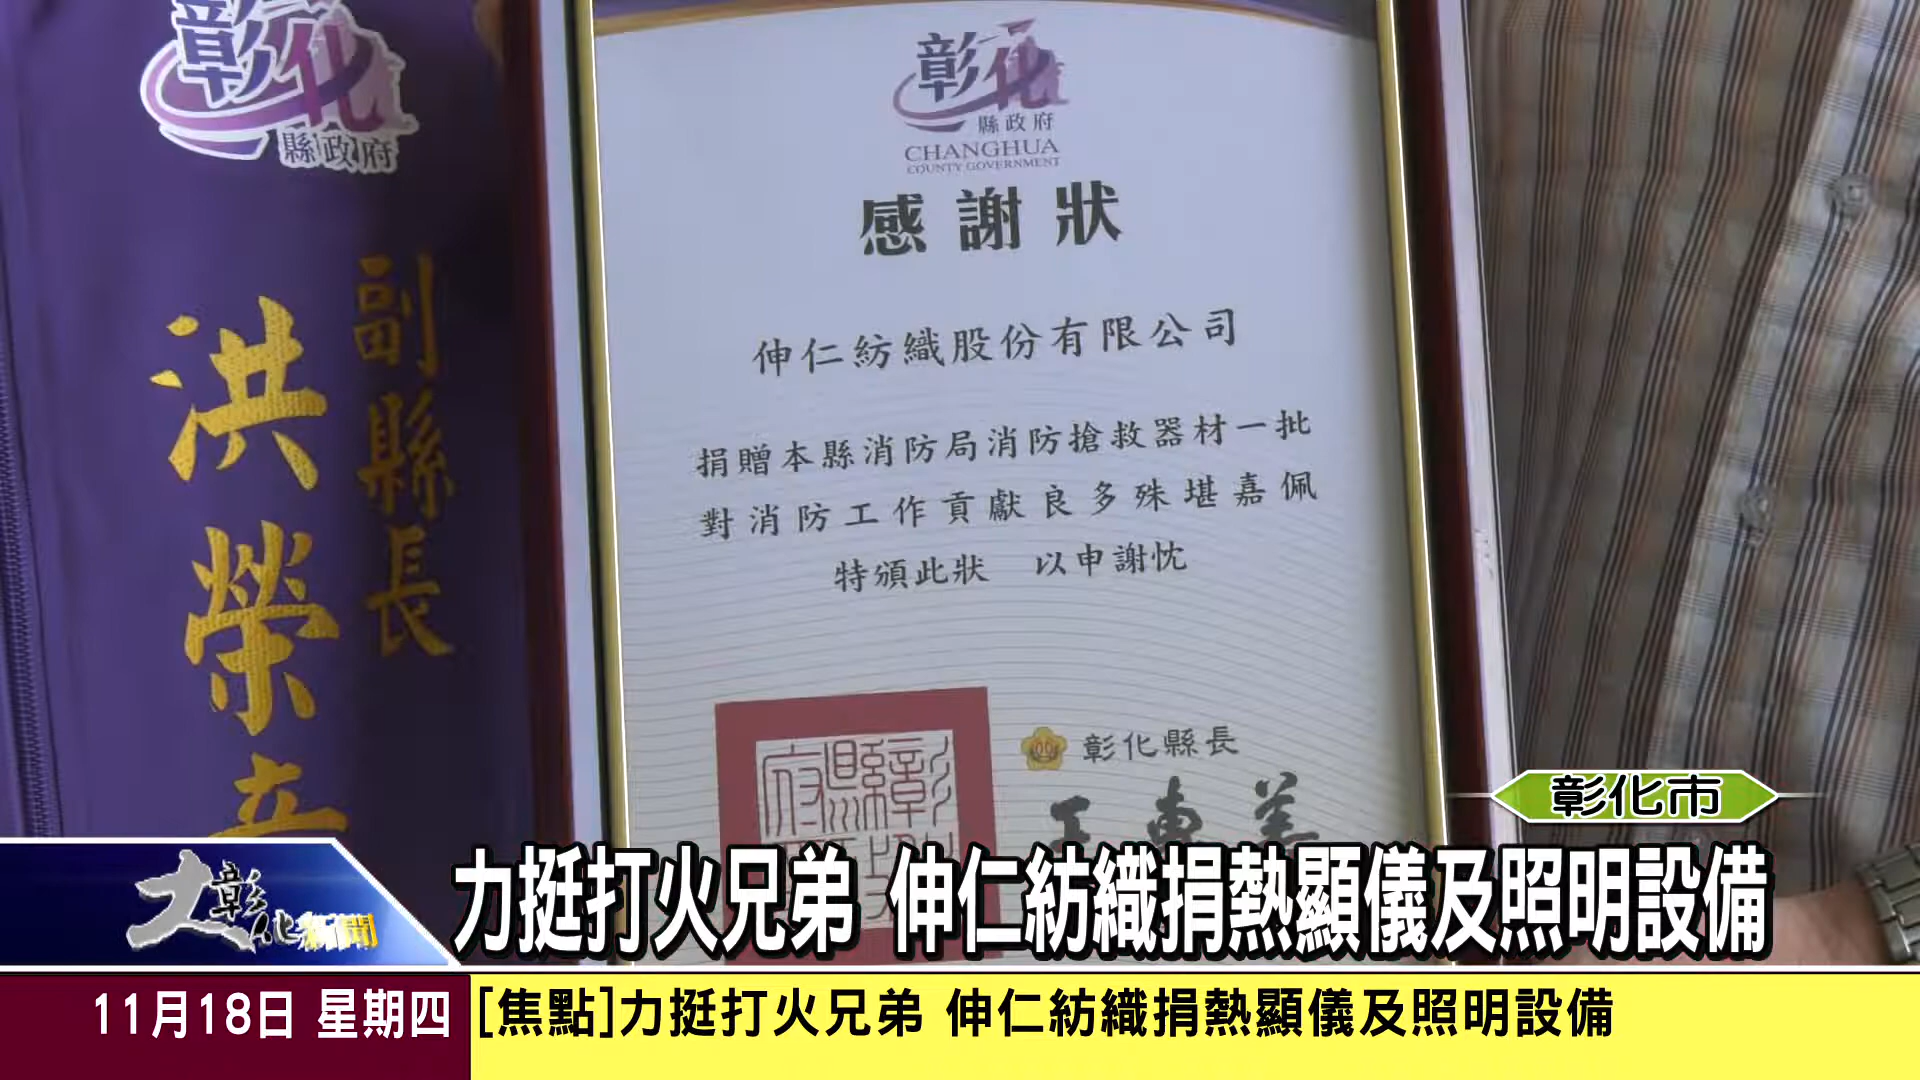 彰化
縣政府
副縣長
洪榮
彰化
縣政府
CHANGHUA
COUNTY GOVERNMENT
感謝狀
伸仁紡織股份有限公司
捐贈本縣消防局消防搶救器材一批
對消防工作貢獻良多殊堪嘉佩
特頒此狀 以申謝忱
彰化縣長
王惠美
彰化市
大彰化新聞
力挺打火兄弟 伸仁紡織捐熱顯儀及照明設備
11月18日 星期四
[焦點]力挺打火兄弟 伸仁紡織捐熱顯儀及照明設備